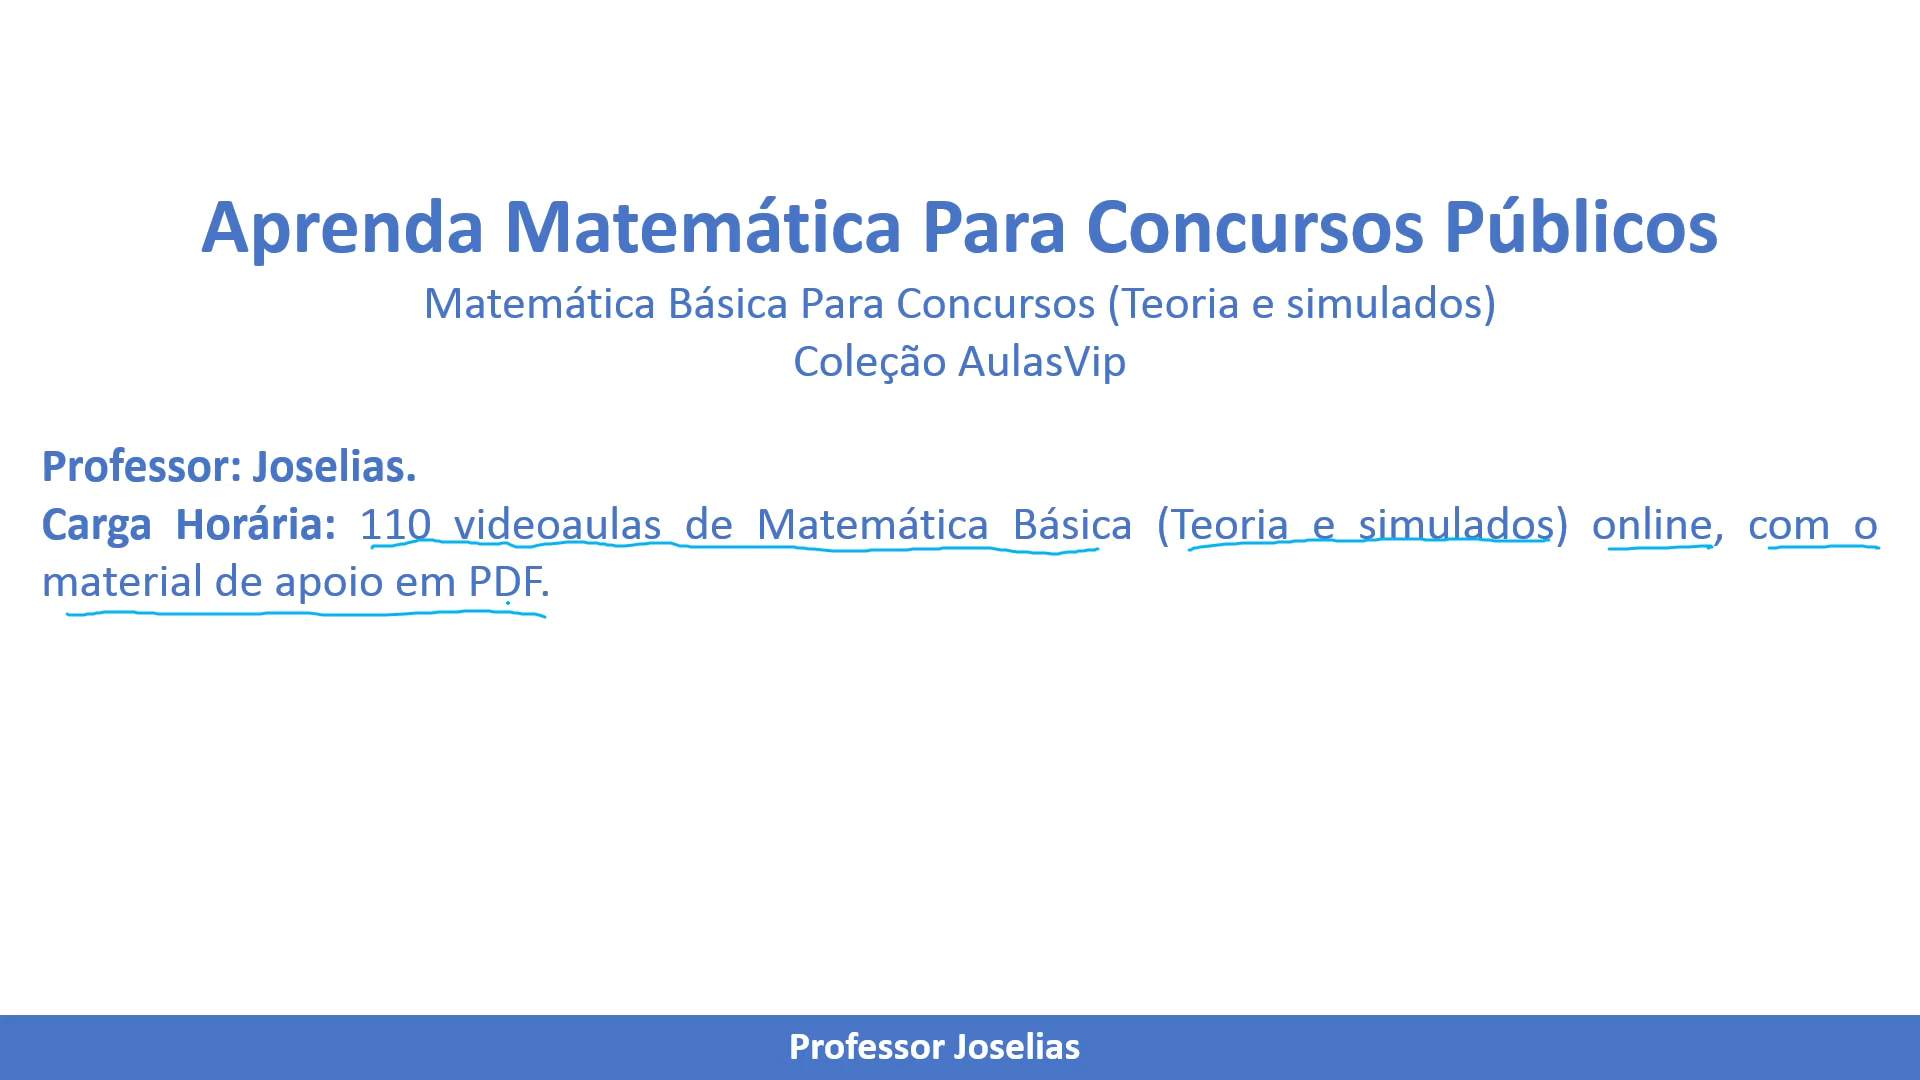 Aprenda Matemática Para Concursos Públicos
Matemática Básica Para Concursos (Teoria e simulados)
Coleção AulasVip
Professor: Joselias.
Carga Horária: 110 videoaulas de Matemática Básica (Teoria e simulados) online, com o
material de apoio em PDF.
Professor Joselias